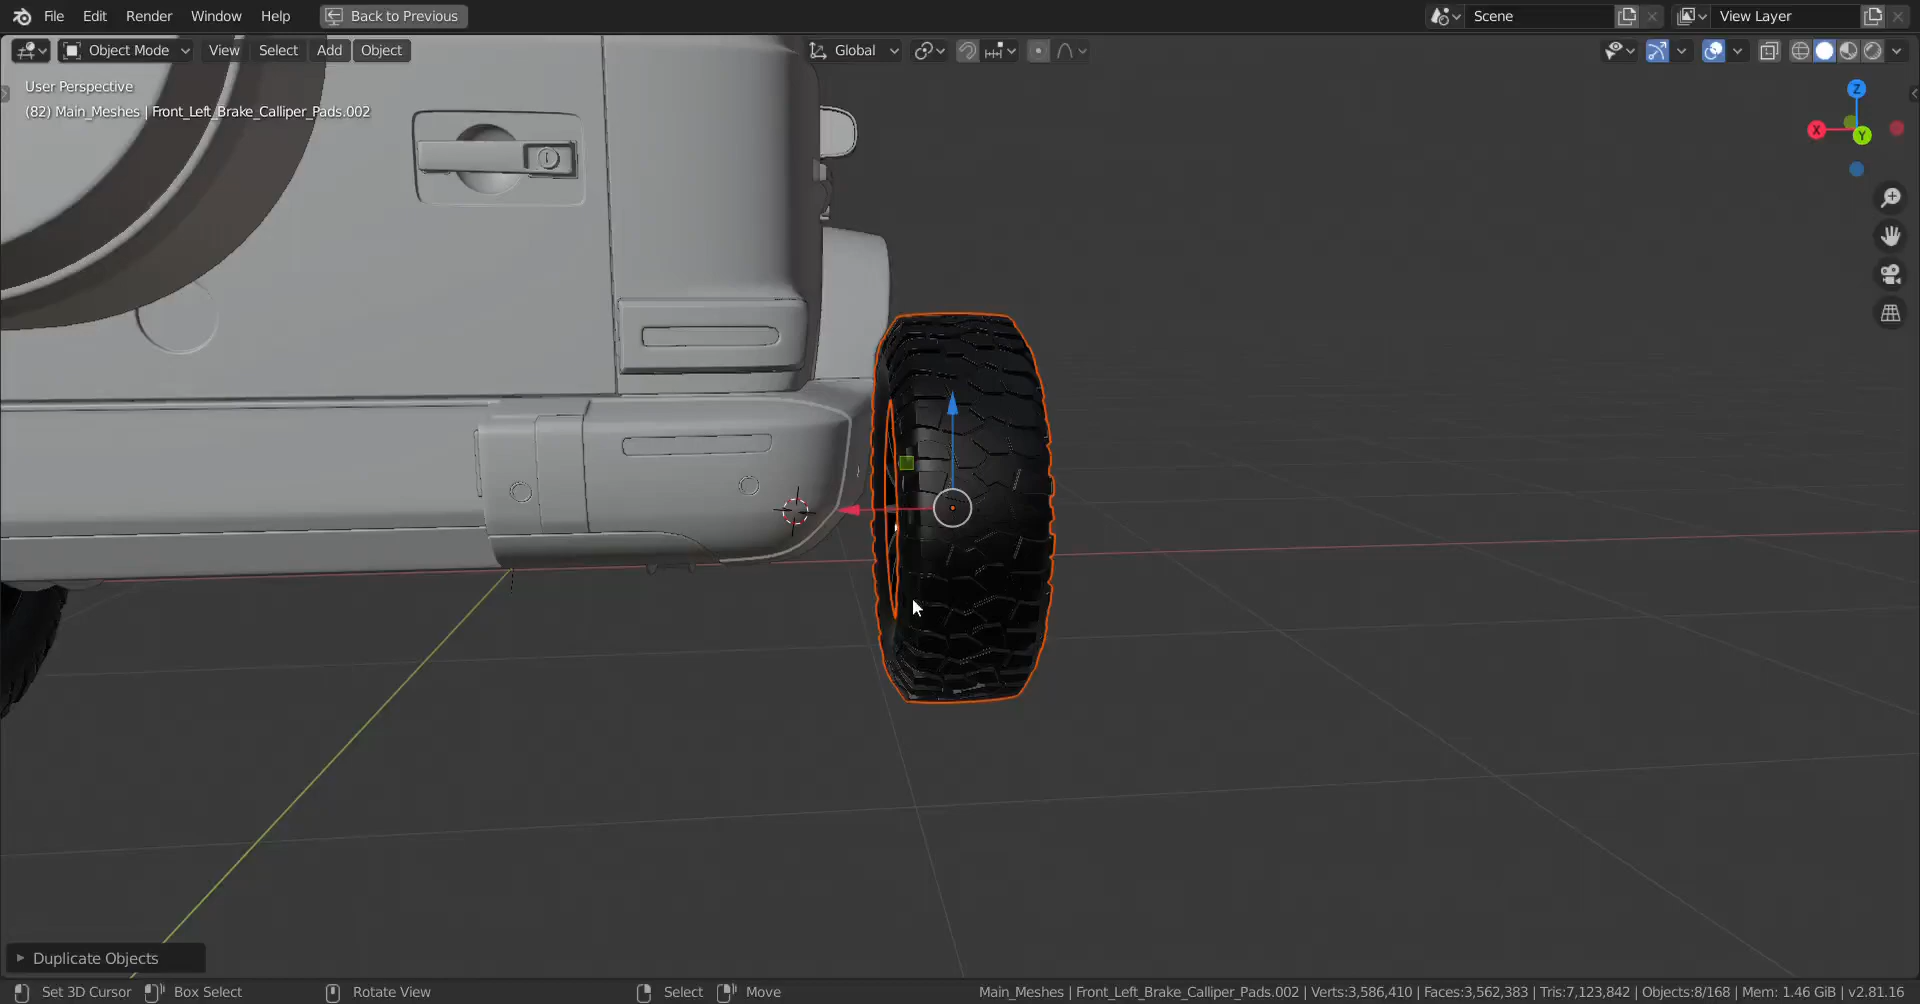 File Edit Render Window Help Back to Previous Scene View Layer
Object Mode View Select Add Object Global
User Perspective
(82) Main_Meshes | Front_Left_Brake_Calliper_Pads.002
Z
X
Y
Duplicate Objects
Set 3D Cursor Box Select Rotate View Select Move Main_Meshes | Front_Left_Brake_Calliper_Pads.002 | Verts:3,586,410 | Faces:3,562,383 | Tris:7,123,842 | Objects:8/168 | Mem: 1.46 GiB | v2.81.16